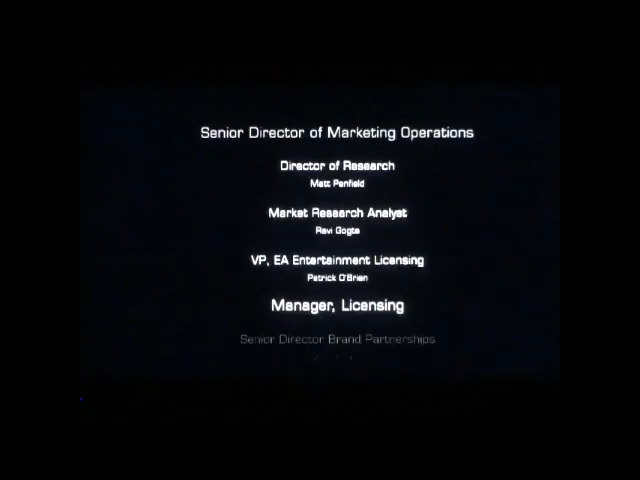 Senior Director of Marketing Operations
Director of Research
Matt Penfield
Market Research Analyst
Ravi Gogte
VP, EA Entertainment Licensing
Patrick O'Brien
Manager, Licensing
Senior Director Brand Partnerships